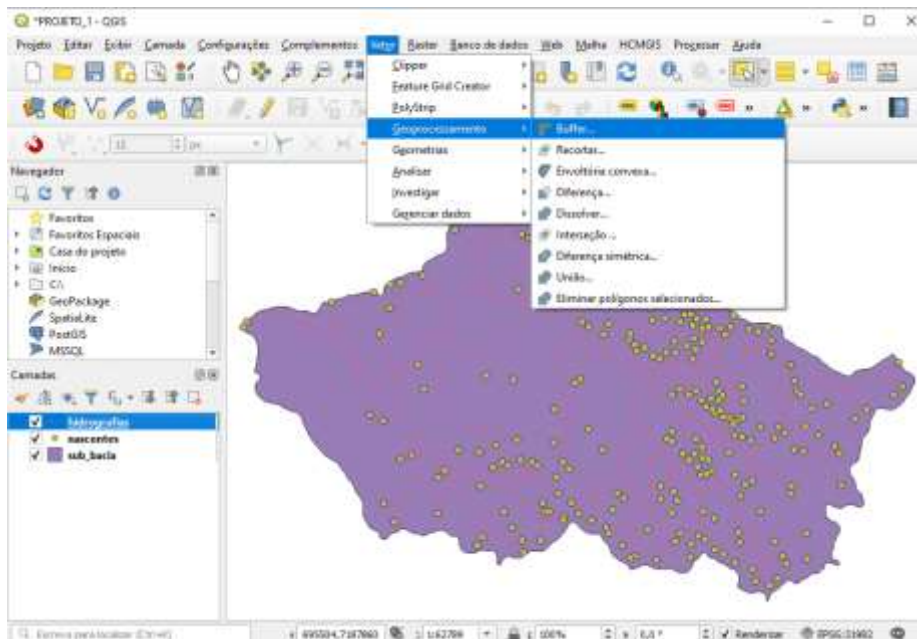 *PROJETO_1 - QGIS
Projeto Editar Exibir Camada Configurações Complementos Vetor Raster Banco de dados Web Malha HCMGIS Processar Ajuda
Clipper
Feature Grid Creator
PolyStrip
Geoprocessamento
Geometrias
Analisar
Investigar
Gerenciar dados
Buffer...
Recortar...
Envoltória convexa...
Diferença...
Dissolver...
Interseção...
Diferença simétrica...
União...
Eliminar polígonos selecionados...
Navegador
Favoritos
Favoritos Espaciais
Casa do projeto
Início
C:\
GeoPackage
SpatiaLite
PostGIS
MSSQL
Camadas
hidrografias
nascentes
sub_bacia
1:62789
100%
0,0 °
Renderizar